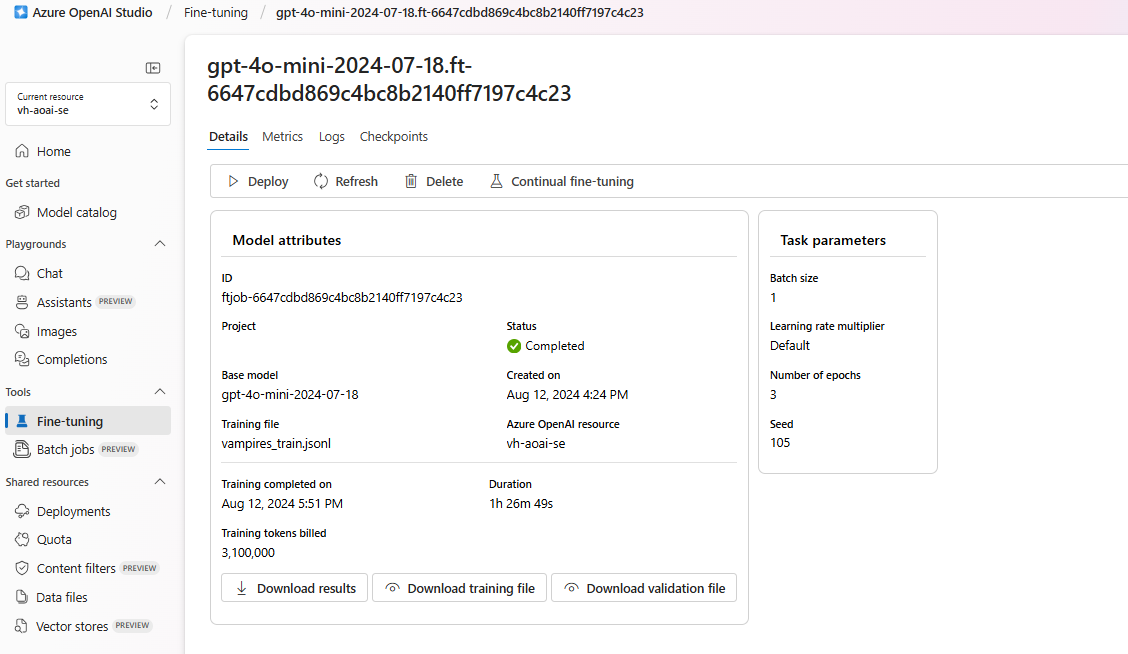 Azure OpenAI Studio / Fine-tuning / gpt-4o-mini-2024-07-18.ft-6647cdbd869c4bc8b2140ff7197c4c23
Current resource
vh-aoai-se
Home
Get started
Model catalog
Playgrounds
Chat
Assistants PREVIEW
Images
Completions
Tools
Fine-tuning
Batch jobs PREVIEW
Shared resources
Deployments
Quota
Content filters PREVIEW
Data files
Vector stores PREVIEW
gpt-4o-mini-2024-07-18.ft-
6647cdbd869c4bc8b2140ff7197c4c23
Details Metrics Logs Checkpoints
Deploy Refresh Delete Continual fine-tuning
Model attributes
ID
ftjob-6647cdbd869c4bc8b2140ff7197c4c23
Project Status
Completed
Base model Created on
gpt-4o-mini-2024-07-18 Aug 12, 2024 4:24 PM
Training file Azure OpenAI resource
vampires_train.jsonl vh-aoai-se
Training completed on Duration
Aug 12, 2024 5:51 PM 1h 26m 49s
Training tokens billed
3,100,000
Download results Download training file Download validation file
Task parameters
Batch size
1
Learning rate multiplier
Default
Number of epochs
3
Seed
105